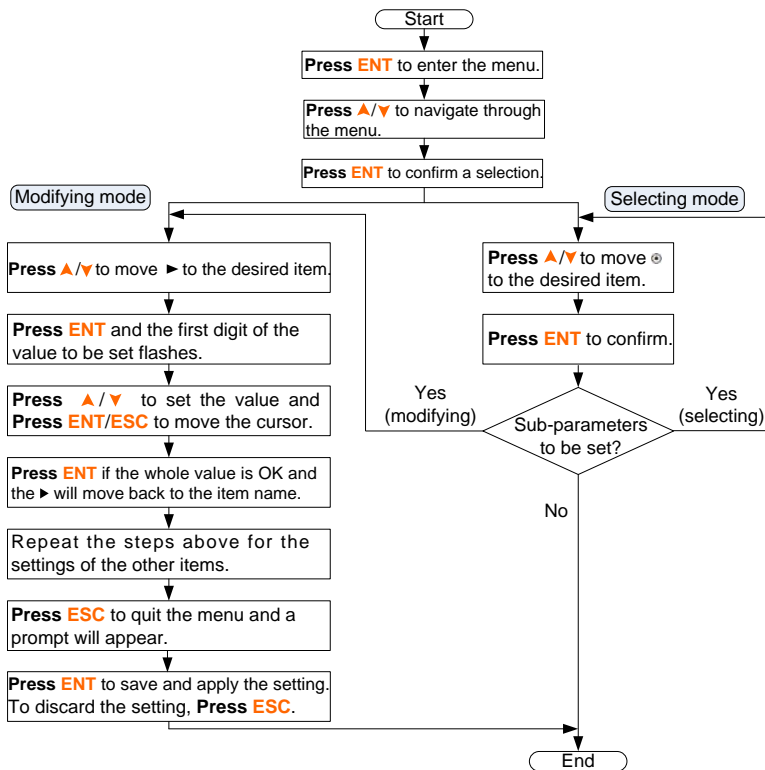 Start
Press ENT to enter the menu.
Press ▲/▼ to navigate through
the menu.
Press ENT to confirm a selection.
Modifying mode
Press ▲/▼ to move ► to the desired item.
Press ENT and the first digit of the
value to be set flashes.
Press ▲/▼ to set the value and
Press ENT/ESC to move the cursor.
Press ENT if the whole value is OK and
the ► will move back to the item name.
Repeat the steps above for the
settings of the other items.
Press ESC to quit the menu and a
prompt will appear.
Press ENT to save and apply the setting.
To discard the setting, Press ESC.
Selecting mode
Press ▲/▼ to move ◉
to the desired item.
Press ENT to confirm.
Yes
(modifying)
Sub-parameters
to be set?
Yes
(selecting)
No
End